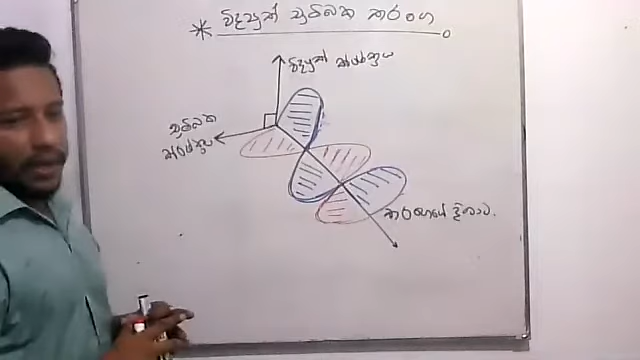 * විද්‍යුත් චුම්බක තරංග
විද්‍යුත් ක්ෂේත්‍රය
චුම්බක
ක්ෂේත්‍රය
තරංගයේ දිශාව.